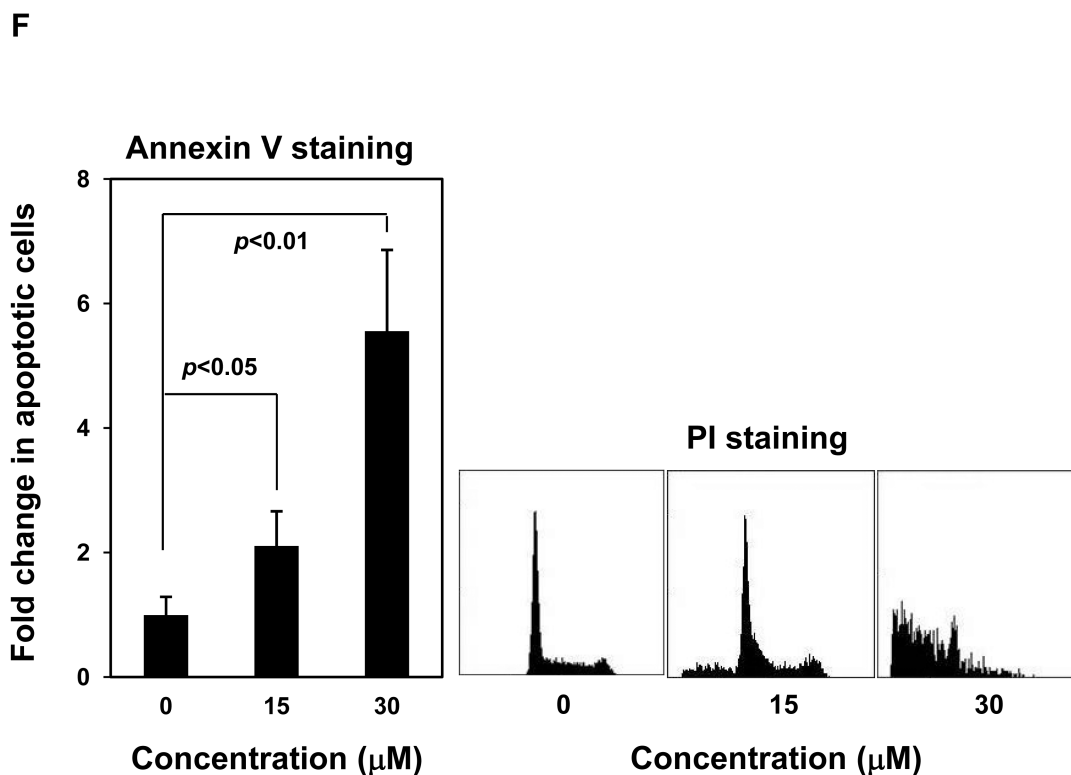 F
Annexin V staining
Fold change in apoptotic cells
8
6
4
2
0
p<0.01
p<0.05
0 15 30
Concentration (μM)
PI staining
0 15 30
Concentration (μM)